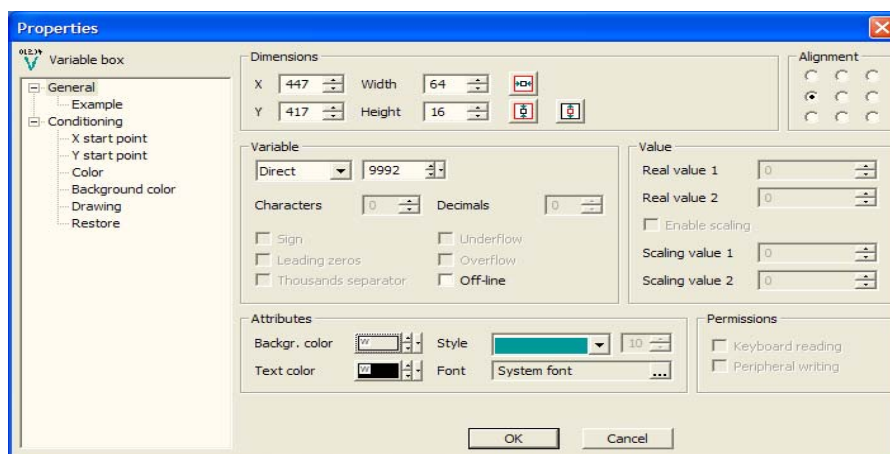 Properties
01234
Variable box
General
Example
Conditioning
X start point
Y start point
Color
Background color
Drawing
Restore
Dimensions
X 447 Width 64
Y 417 Height 16
Alignment
Variable
Direct 9992
Characters 0 Decimals 0
Sign Underflow
Leading zeros Overflow
Thousands separator Off-line
Value
Real value 1 0
Real value 2 0
Enable scaling
Scaling value 1 0
Scaling value 2 0
Attributes
Backgr. color W Style 10
Text color W Font System font ...
Permissions
Keyboard reading
Peripheral writing
OK Cancel